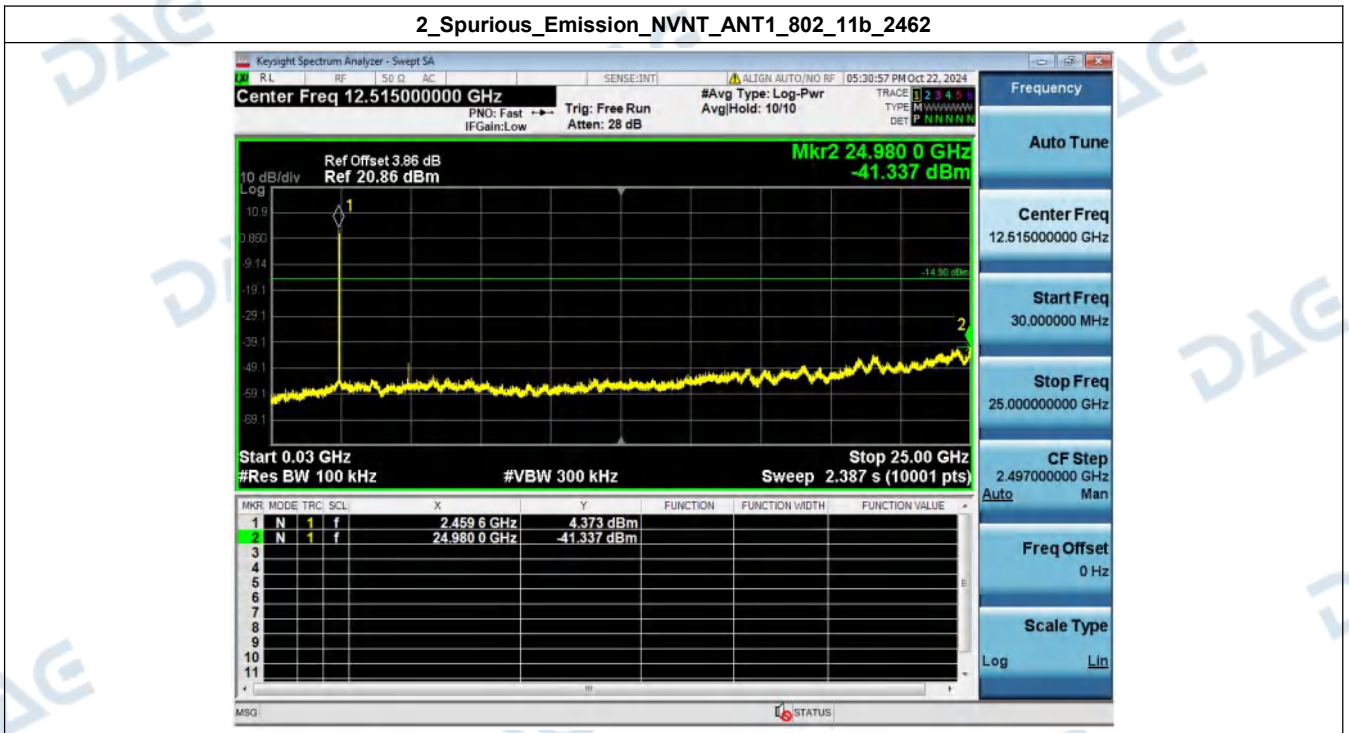 2_Spurious_Emission_NVNT_ANT1_802_11b_2462
Keysight Spectrum Analyzer - Swept SA
RL RF 50 Ω AC SENSE:INT ALIGN AUTO/NO RF 05:30:57 PM Oct 22, 2024
Center Freq 12.515000000 GHz
PNO: Fast
IFGain:Low
Trig: Free Run
Atten: 28 dB
#Avg Type: Log-Pwr
Avg|Hold: 10/10
TRACE 1 2 3 4 5 6
TYPE M WWWWW
DET P N N N N N
Mkr2 24.980 0 GHz
-41.337 dBm
Ref Offset 3.86 dB
10 dB/div Ref 20.86 dBm
Log
10.9
0.860
-9.14
-19.1
-29.1
-39.1
-49.1
-59.1
-69.1
1
-14.90 dBm
2
Start 0.03 GHz Stop 25.00 GHz
#Res BW 100 kHz #VBW 300 kHz Sweep 2.387 s (10001 pts)
MKR MODE TRC SCL X Y FUNCTION FUNCTION WIDTH FUNCTION VALUE
1 N 1 f 2.459 6 GHz 4.373 dBm
2 N 1 f 24.980 0 GHz -41.337 dBm
3
4
5
6
7
8
9
10
11
MSG STATUS
Frequency
Auto Tune
Center Freq
12.515000000 GHz
Start Freq
30.000000 MHz
Stop Freq
25.000000000 GHz
CF Step
2.497000000 GHz
Auto Man
Freq Offset
0 Hz
Scale Type
Log Lin
DAE
DAE
DAE